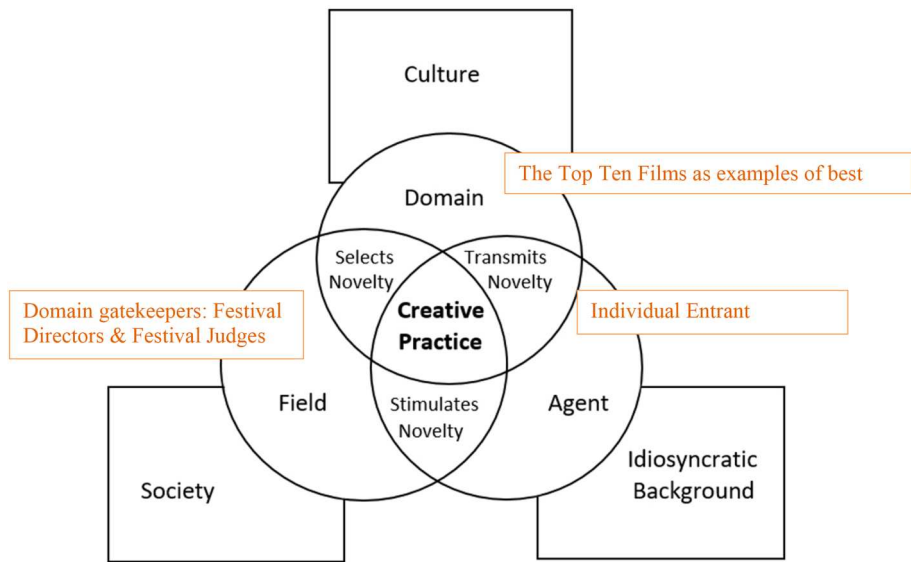 Culture
The Top Ten Films as examples of best
Domain
Selects
Novelty
Transmits
Novelty
Domain gatekeepers: Festival
Directors & Festival Judges
Creative
Practice
Individual Entrant
Field
Stimulates
Novelty
Agent
Society
Idiosyncratic
Background